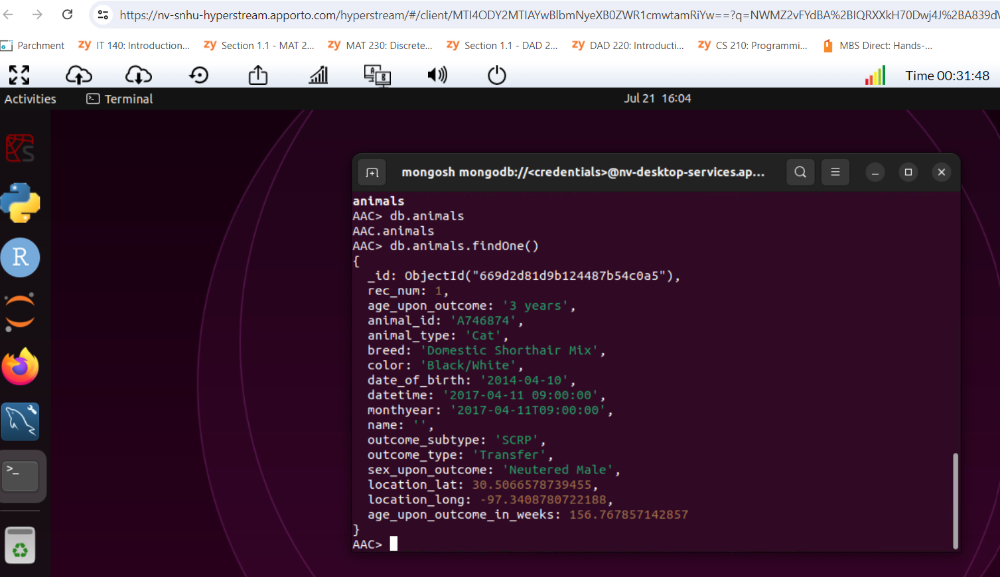 https://nv-snhu-hyperstream.apporto.com/hyperstream/#/client/MTI4ODY2MTIAYwBlbmNyeXB0ZWR1cmwtamRiYw==?q=NWMZ2vFYdBA%2BIQRXXkH70Dwj4J%2BA839d
Parchment zy IT 140: Introduction... zy Section 1.1 - MAT 2... zy MAT 230: Discrete... zy Section 1.1 - DAD 2... zy DAD 220: Introducti... zy CS 210: Programmi... MBS Direct: Hands-...
A B Time 00:31:48
Activities >_ Terminal Jul 21 16:04
S
mongosh mongodb://<credentials>@nv-desktop-services.ap...
R
>_
animals
AAC> db.animals
AAC.animals
AAC> db.animals.findOne()
{
_id: ObjectId("669d2d81d9b124487b54c0a5"),
rec_num: 1,
age_upon_outcome: '3 years',
animal_id: 'A746874',
animal_type: 'Cat',
breed: 'Domestic Shorthair Mix',
color: 'Black/White',
date_of_birth: '2014-04-10',
datetime: '2017-04-11 09:00:00',
monthyear: '2017-04-11T09:00:00',
name: '',
outcome_subtype: 'SCRP',
outcome_type: 'Transfer',
sex_upon_outcome: 'Neutered Male',
location_lat: 30.5066578739455,
location_long: -97.3408780722188,
age_upon_outcome_in_weeks: 156.767857142857
}
AAC>